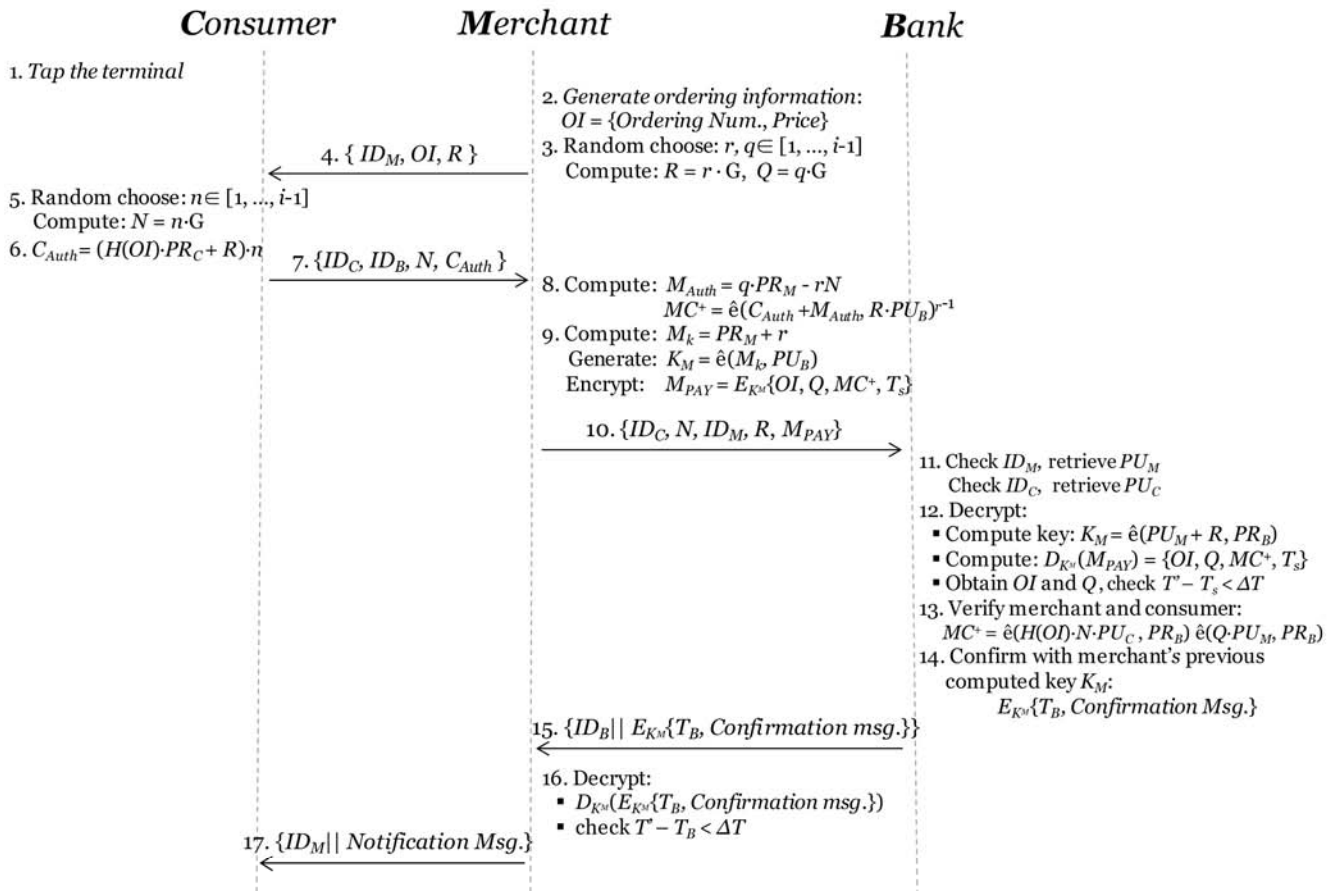 Consumer Merchant Bank
1. Tap the terminal
2. Generate ordering information:
OI = {Ordering Num., Price}
3. Random choose: r, q∈ [1, ..., i-1]
Compute: R = r · G, Q = q·G
4. { ID_M, OI, R }
5. Random choose: n∈ [1, ..., i-1]
Compute: N = n·G
6. C_Auth = (H(OI)·PR_C + R)·n
7. {ID_C, ID_B, N, C_Auth }
8. Compute: M_Auth = q·PR_M - rN
MC⁺ = ê(C_Auth +M_Auth, R·PU_B)^r-1
9. Compute: M_k = PR_M + r
Generate: K_M = ê(M_k, PU_B)
Encrypt: M_PAY = E_KM{OI, Q, MC⁺, T_s}
10. {ID_C, N, ID_M, R, M_PAY}
11. Check ID_M, retrieve PU_M
Check ID_C, retrieve PU_C
12. Decrypt:
▪ Compute key: K_M = ê(PU_M + R, PR_B)
▪ Compute: D_KM(M_PAY) = {OI, Q, MC⁺, T_s}
▪ Obtain OI and Q, check T' – T_s < ΔT
13. Verify merchant and consumer:
MC⁺ = ê(H(OI)·N·PU_C , PR_B) ê(Q·PU_M, PR_B)
14. Confirm with merchant's previous
computed key K_M:
E_KM{T_B, Confirmation Msg.}
15. {ID_B|| E_KM{T_B, Confirmation msg.}}
16. Decrypt:
▪ D_KM(E_KM{T_B, Confirmation msg.})
▪ check T' – T_B < ΔT
17. {ID_M|| Notification Msg.}